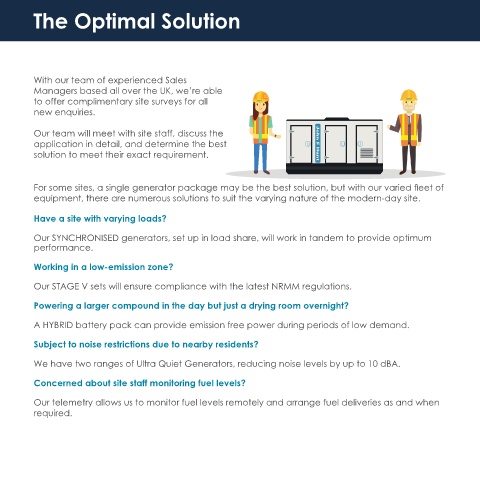 The Optimal Solution
With our team of experienced Sales
Managers based all over the UK, we're able
to offer complimentary site surveys for all
new enquiries.
Our team will meet with site staff, discuss the
application in detail, and determine the best
solution to meet their exact requirement.
For some sites, a single generator package may be the best solution, but with our varied fleet of
equipment, there are numerous solutions to suit the varying nature of the modern-day site.
Have a site with varying loads?
Our SYNCHRONISED generators, set up in load share, will work in tandem to provide optimum
performance.
Working in a low-emission zone?
Our STAGE V sets will ensure compliance with the latest NRMM regulations.
Powering a larger compound in the day but just a drying room overnight?
A HYBRID battery pack can provide emission free power during periods of low demand.
Subject to noise restrictions due to nearby residents?
We have two ranges of Ultra Quiet Generators, reducing noise levels by up to 10 dBA.
Concerned about site staff monitoring fuel levels?
Our telemetry allows us to monitor fuel levels remotely and arrange fuel deliveries as and when
required.